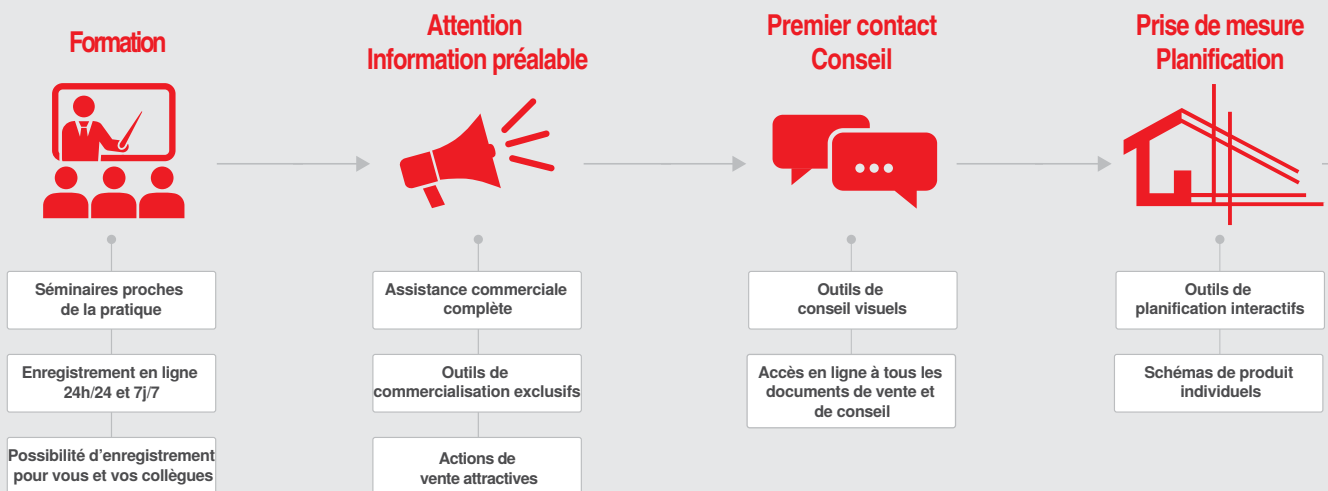 Formation
Séminaires proches
de la pratique
Enregistrement en ligne
24h/24 et 7j/7
Possibilité d’enregistrement
pour vous et vos collègues
Attention
Information préalable
Assistance commerciale
complète
Outils de
commercialisation exclusifs
Actions de
vente attractives
Premier contact
Conseil
Outils de
conseil visuels
Accès en ligne à tous les
documents de vente et
de conseil
Prise de mesure
Planification
Outils de
planification interactifs
Schémas de produit
individuels